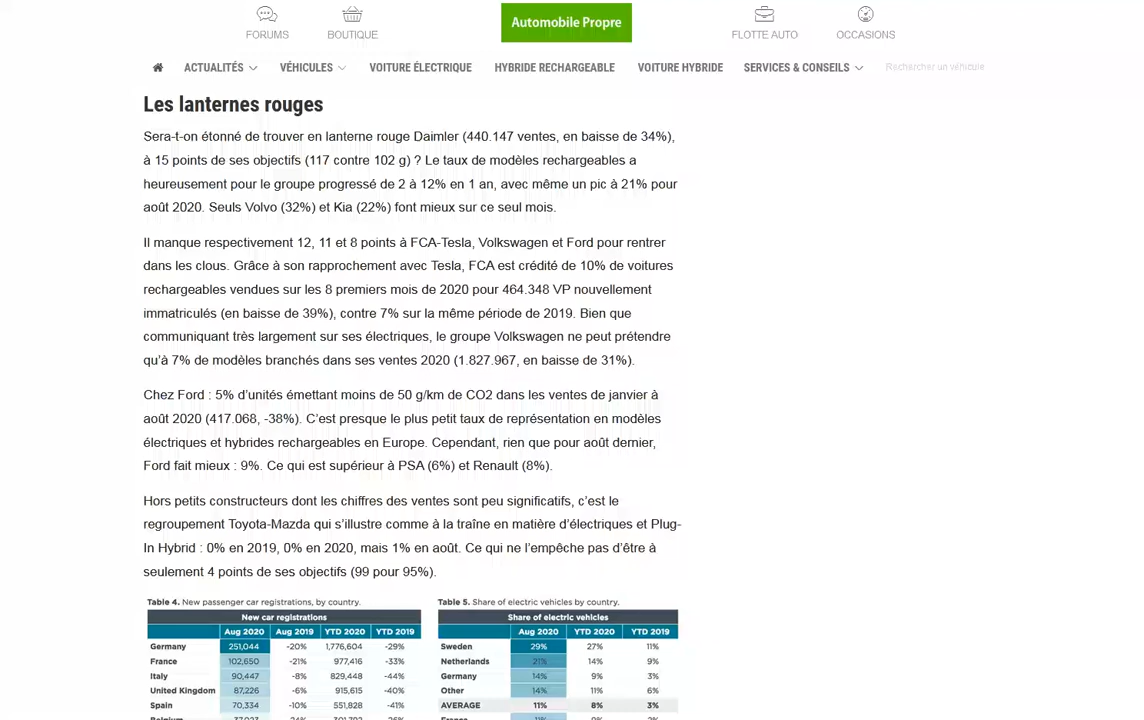 FORUMS
BOUTIQUE
Automobile Propre
FLOTTE AUTO
OCCASIONS
ACTUALITÉS
VÉHICULES
VOITURE ÉLECTRIQUE
HYBRIDE RECHARGEABLE
VOITURE HYBRIDE
SERVICES & CONSEILS
Rechercher un véhicule
Les lanternes rouges
Sera-t-on étonné de trouver en lanterne rouge Daimler (440.147 ventes, en baisse de 34%),
à 15 points de ses objectifs (117 contre 102 g) ? Le taux de modèles rechargeables a
heureusement pour le groupe progressé de 2 à 12% en 1 an, avec même un pic à 21% pour
août 2020. Seuls Volvo (32%) et Kia (22%) font mieux sur ce seul mois.
Il manque respectivement 12, 11 et 8 points à FCA-Tesla, Volkswagen et Ford pour rentrer
dans les clous. Grâce à son rapprochement avec Tesla, FCA est crédité de 10% de voitures
rechargeables vendues sur les 8 premiers mois de 2020 pour 464.348 VP nouvellement
immatriculés (en baisse de 39%), contre 7% sur la même période de 2019. Bien que
communiquant très largement sur ses électriques, le groupe Volkswagen ne peut prétendre
qu'à 7% de modèles branchés dans ses ventes 2020 (1.827.967, en baisse de 31%).
Chez Ford : 5% d'unités émettant moins de 50 g/km de CO2 dans les ventes de janvier à
août 2020 (417.068, -38%). C'est presque le plus petit taux de représentation en modèles
électriques et hybrides rechargeables en Europe. Cependant, rien que pour août dernier,
Ford fait mieux : 9%. Ce qui est supérieur à PSA (6%) et Renault (8%).
Hors petits constructeurs dont les chiffres des ventes sont peu significatifs, c'est le
regroupement Toyota-Mazda qui s'illustre comme à la traîne en matière d'électriques et Plug-
In Hybrid : 0% en 2019, 0% en 2020, mais 1% en août. Ce qui ne l'empêche pas d'être à
seulement 4 points de ses objectifs (99 pour 95%).
Table 4. New passenger car registrations, by country.
New car registrations
Aug 2020 Aug 2019 YTD 2020 YTD 2019
Germany 251,044 -20% 1,776,604 -29%
France 102,650 -21% 977,416 -33%
Italy 90,447 -8% 829,448 -44%
United Kingdom 87,226 -6% 915,615 -40%
Spain 70,334 -10% 551,828 -41%
Table 5. Share of electric vehicles by country.
Share of electric vehicles
Aug 2020 YTD 2020 YTD 2019
Sweden 29% 27% 11%
Netherlands 21% 14% 9%
Germany 14% 9% 3%
Other 14% 11% 6%
AVERAGE 11% 8% 3%